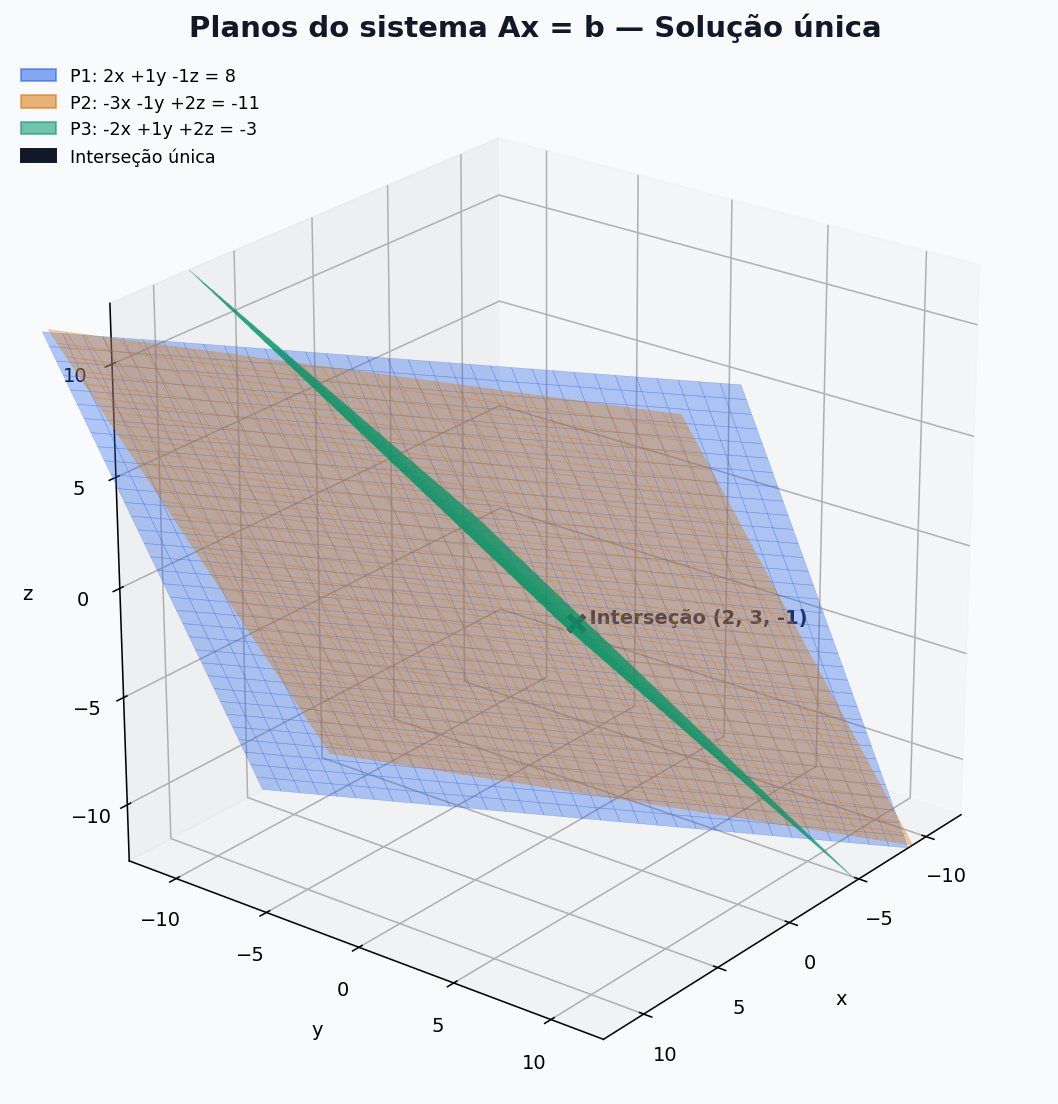 Planos do sistema Ax = b — Solução única
P1: 2x +1y -1z = 8
P2: -3x -1y +2z = -11
P3: -2x +1y +2z = -3
Interseção única
10
5
z
0
−5
−10
Interseção (2, 3, -1)
−10
−5
0
5
10
y
−10
−5
0
5
10
x